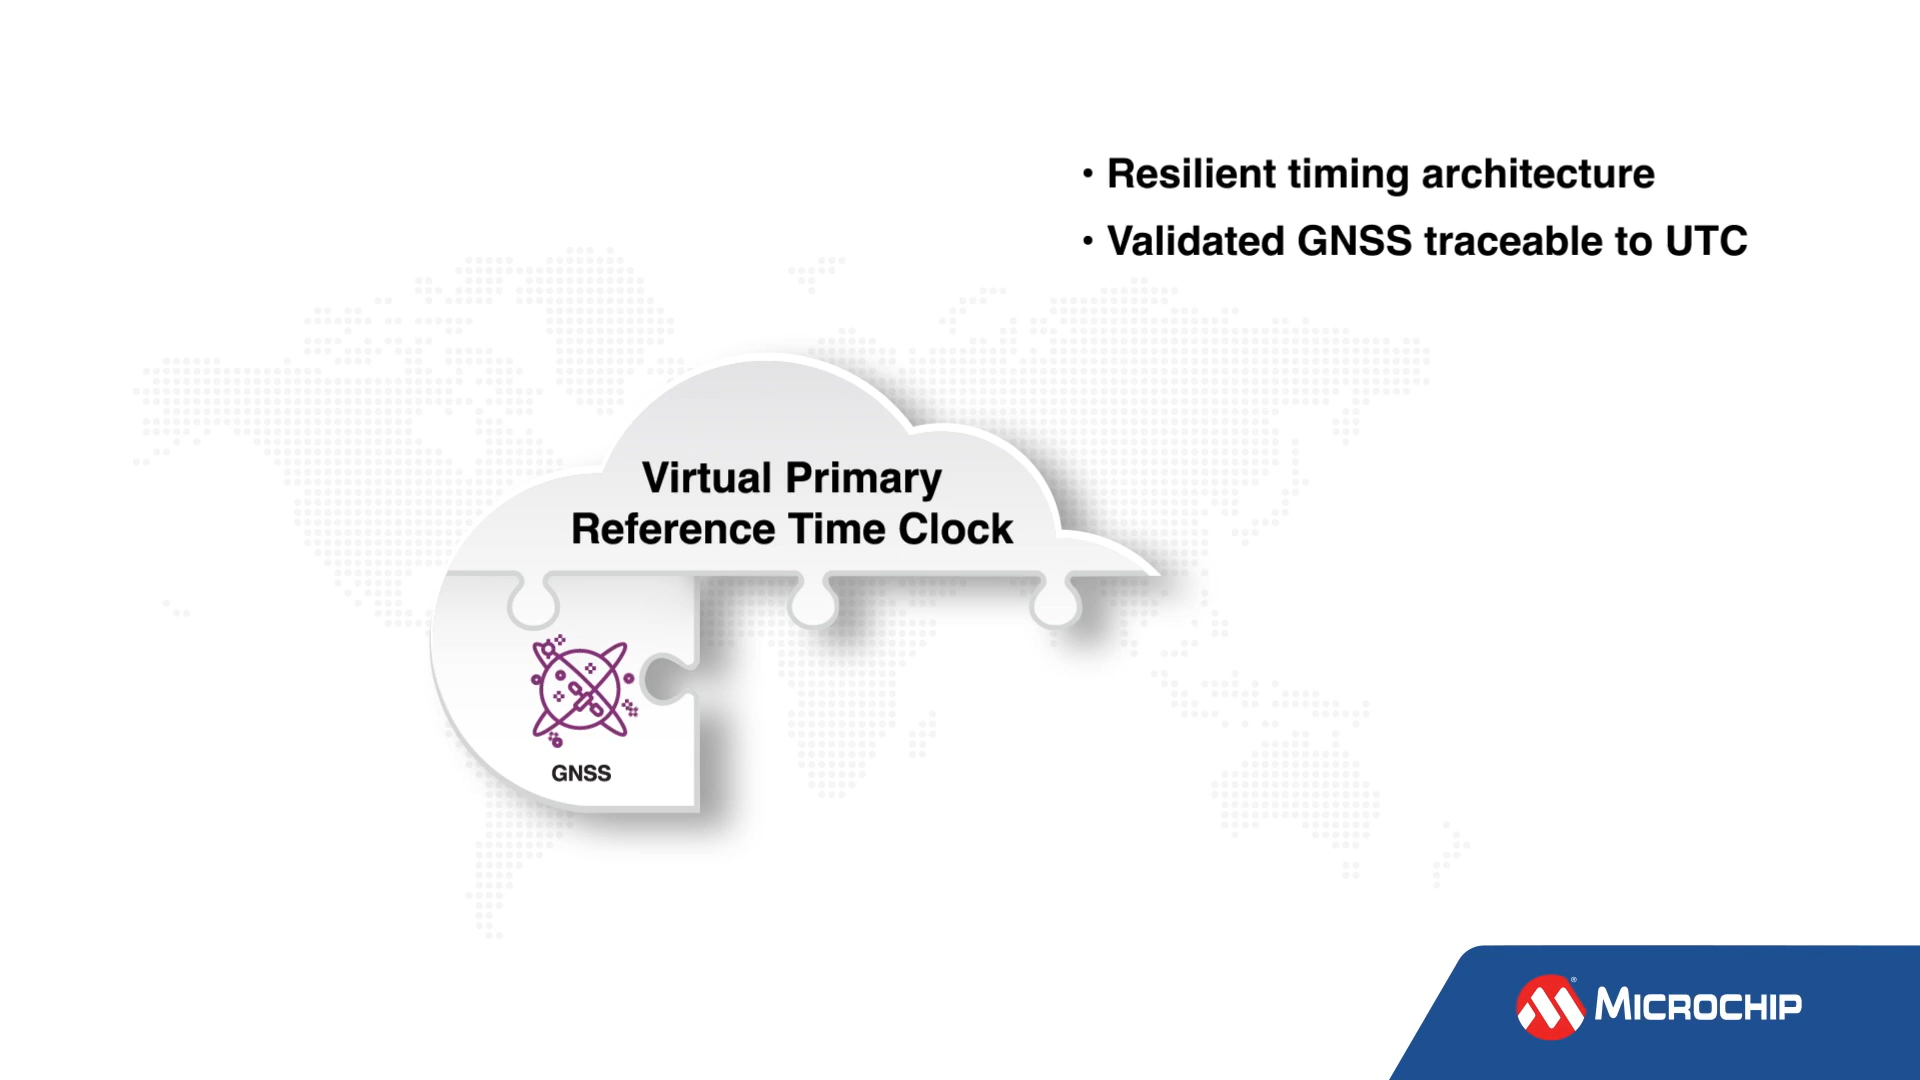 • Resilient timing architecture
• Validated GNSS traceable to UTC
Virtual Primary
Reference Time Clock
GNSS
MICROCHIP